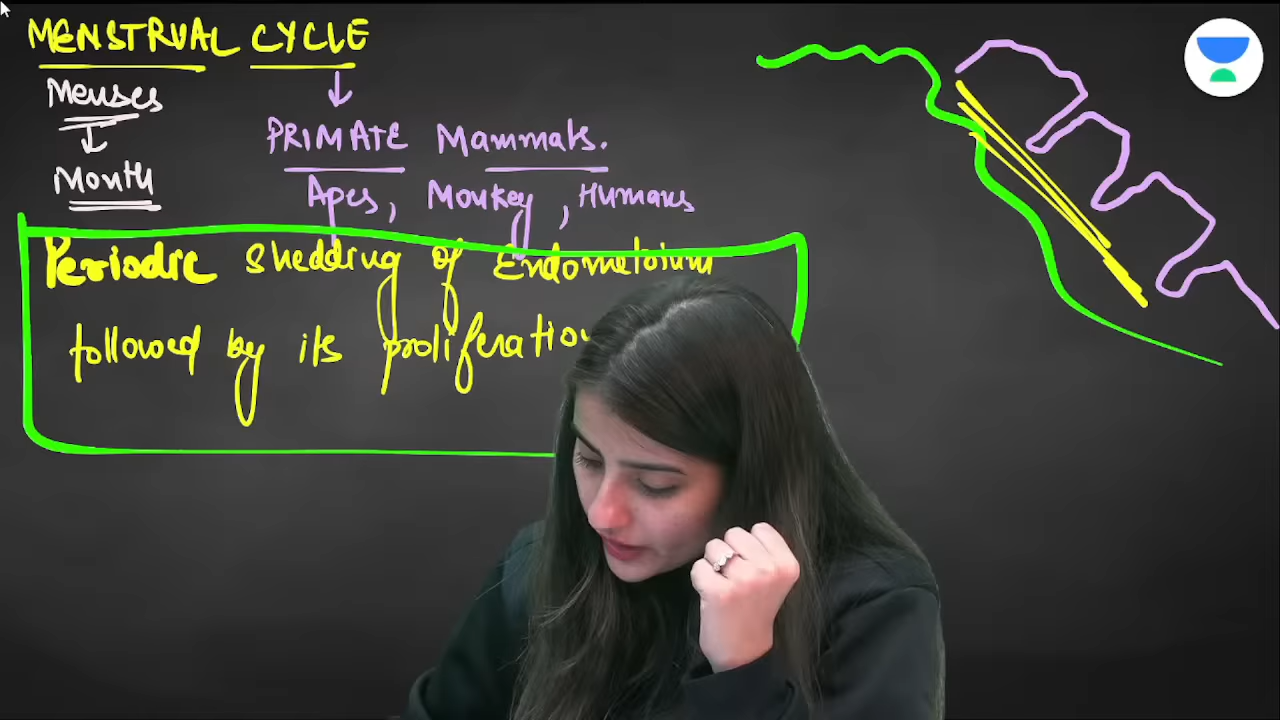 MENSTRUAL CYCLE
Menses
PRIMATE Mammals.
Month
Apes, Monkey, Humans
Periodic shedding of Endometrium
followed by its proliferation